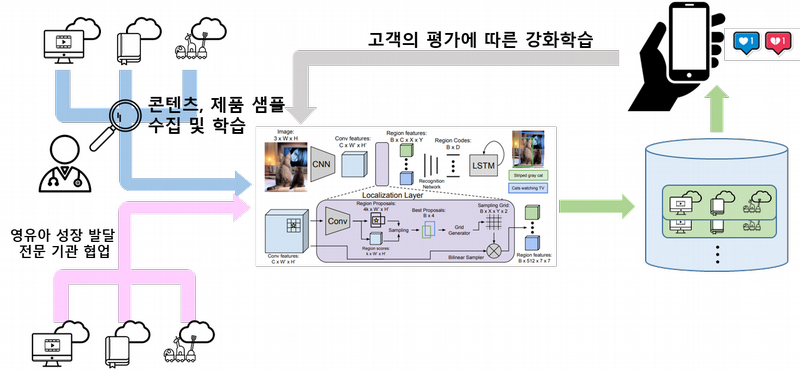 고객의 평가에 따른 강화학습
1
1
콘텐츠, 제품 샘플
수집 및 학습
Image:
3 x W x H
CNN
Conv features:
C x W' x H'
Region features:
B x C x X x Y
Region Codes:
B x D
LSTM
Recognition
Network
Striped gray cat
Cats watching TV
Localization Layer
Conv
Region Proposals:
4k x W' x H'
Region scores:
k x W' x H'
Sampling
Best Proposals:
B x 4
Grid
Generator
Sampling Grid:
B x X x Y x 2
Bilinear Sampler
Conv features:
C x W' x H'
Region features:
B x 512 x 7 x 7
영유아 성장 발달
전문 기관 협업